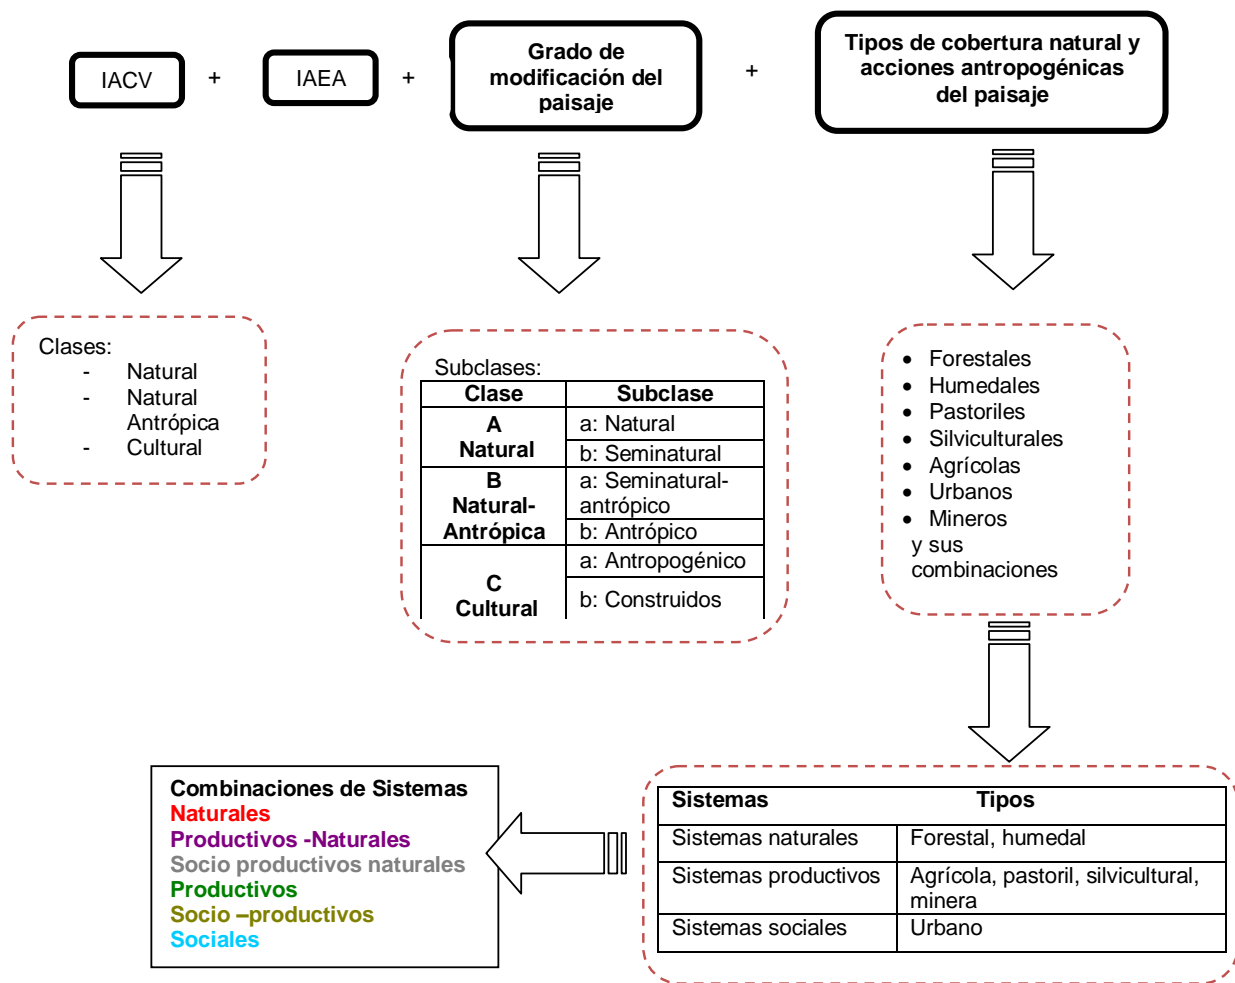 IACV
+
IAEA
+
Grado de
modificación del
paisaje
+
Tipos de cobertura natural y
acciones antropogénicas
del paisaje
Clases:
- Natural
- Natural
Antrópica
- Cultural
Subclases:
Clase Subclase
A
Natural
a: Natural
b: Seminatural
B
Natural-
Antrópica
a: Seminatural-
antrópico
b: Antrópico
C
Cultural
a: Antropogénico
b: Construidos
• Forestales
• Humedales
• Pastoriles
• Silviculturales
• Agrícolas
• Urbanos
• Mineros
y sus
combinaciones
Combinaciones de Sistemas
Naturales
Productivos -Naturales
Socio productivos naturales
Productivos
Socio –productivos
Sociales
Sistemas Tipos
Sistemas naturales Forestal, humedal
Sistemas productivos Agrícola, pastoril, silvicultural,
minera
Sistemas sociales Urbano